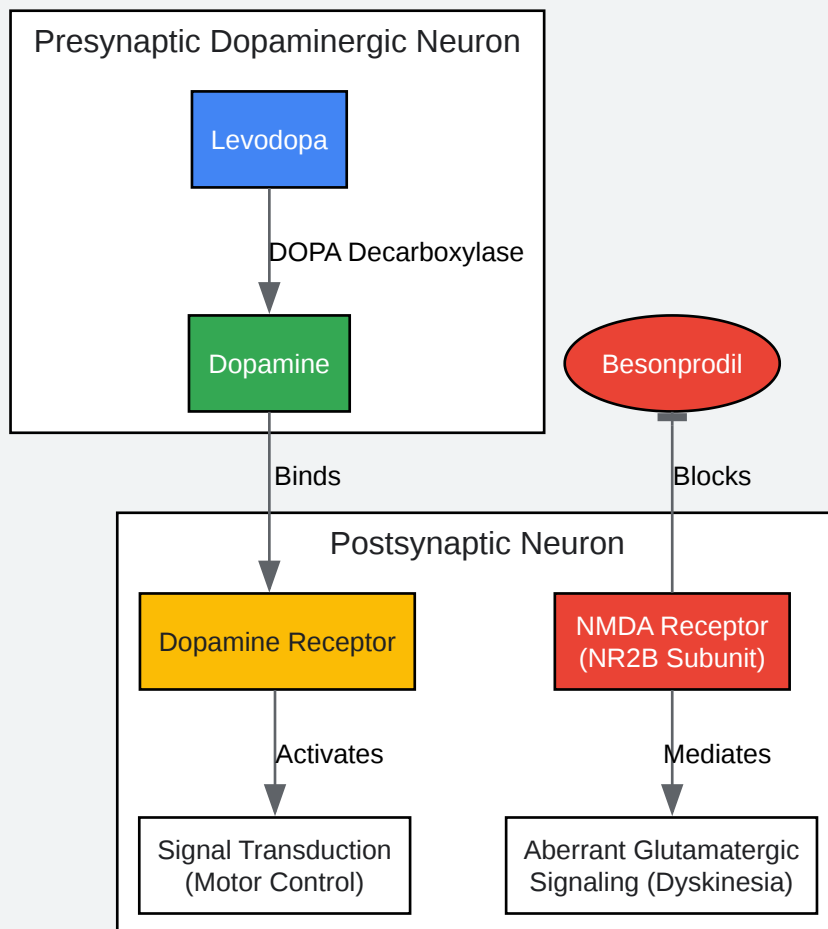 Presynaptic Dopaminergic Neuron
Levodopa
DOPA Decarboxylase
Dopamine
Besonprodil
Binds
Blocks
Postsynaptic Neuron
Dopamine Receptor
NMDA Receptor
(NR2B Subunit)
Activates
Mediates
Signal Transduction
(Motor Control)
Aberrant Glutamatergic
Signaling (Dyskinesia)